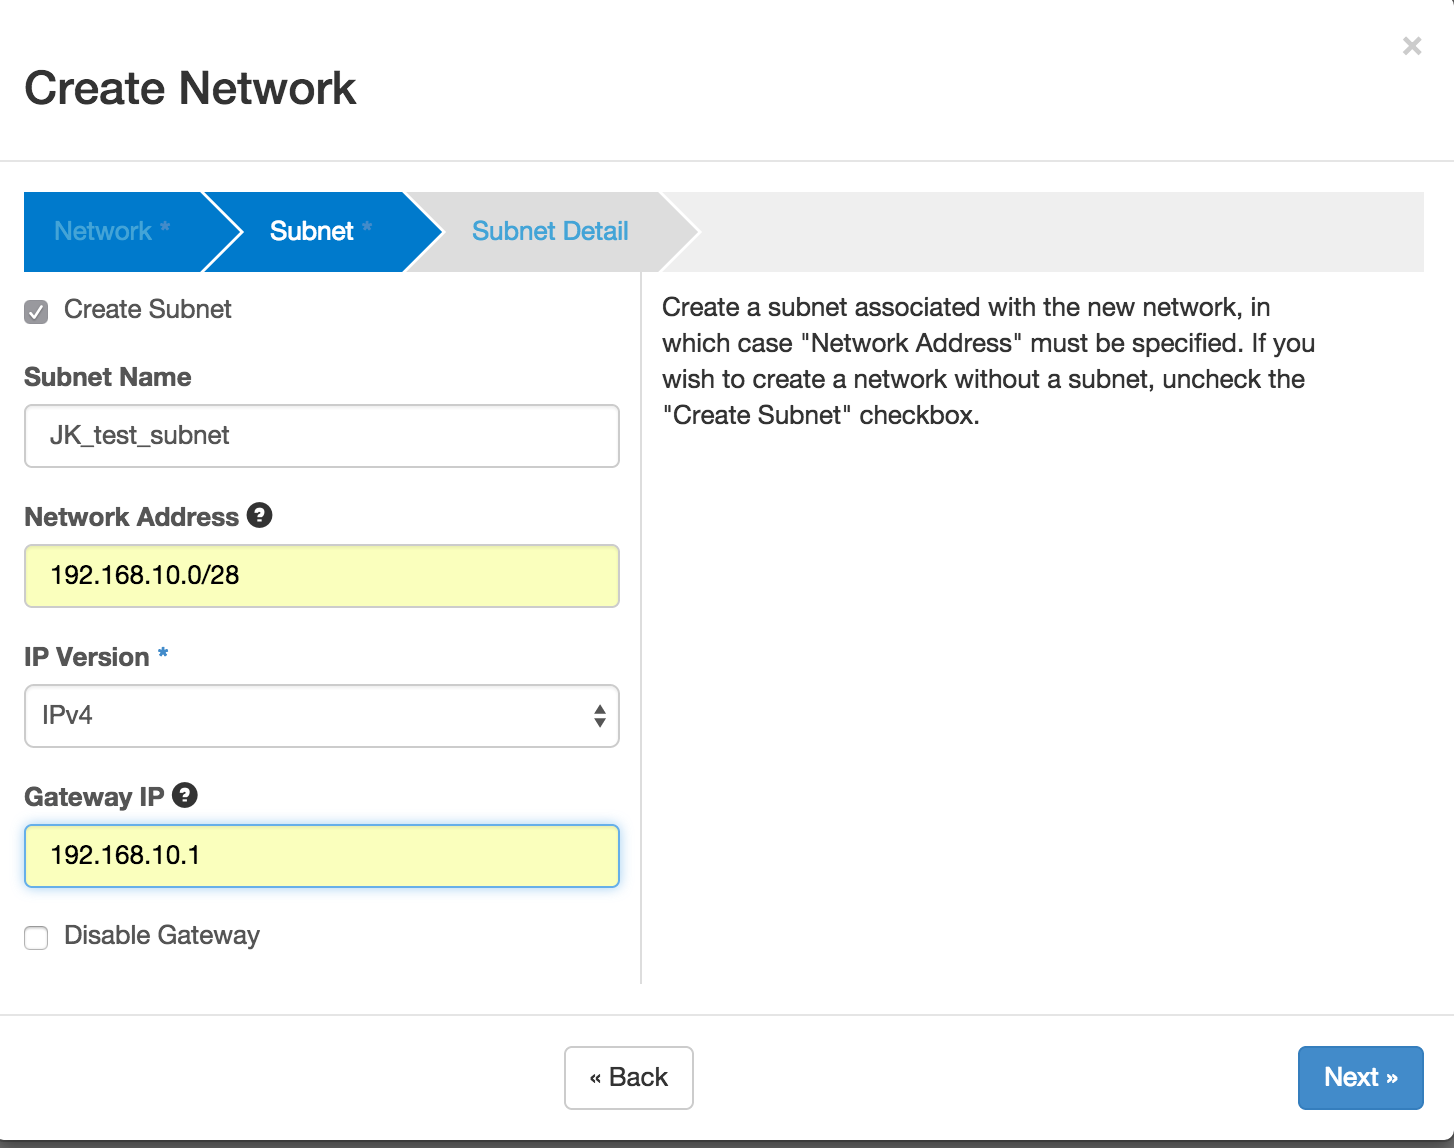 ×
Create Network
Network *
Subnet *
Subnet Detail
Create Subnet
Subnet Name
JK_test_subnet
Network Address ?
192.168.10.0/28
IP Version *
IPv4
Gateway IP ?
192.168.10.1
Disable Gateway
Create a subnet associated with the new network, in
which case "Network Address" must be specified. If you
wish to create a network without a subnet, uncheck the
"Create Subnet" checkbox.
« Back
Next »